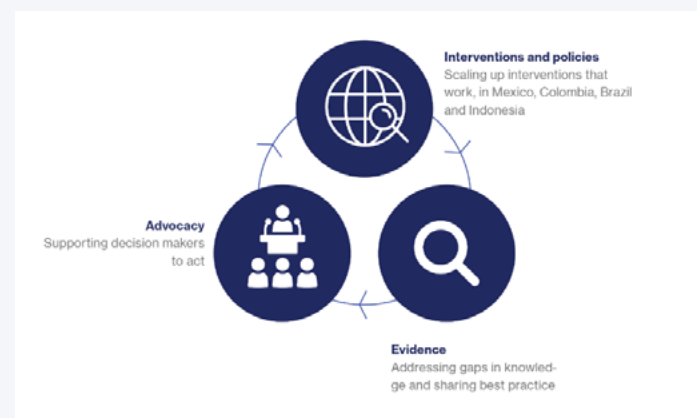 Interventions and policies
Scaling up interventions that
work, in Mexico, Colombia, Brazil
and Indonesia
Advocacy
Supporting decision makers
to act
Evidence
Addressing gaps in knowled-
ge and sharing best practice